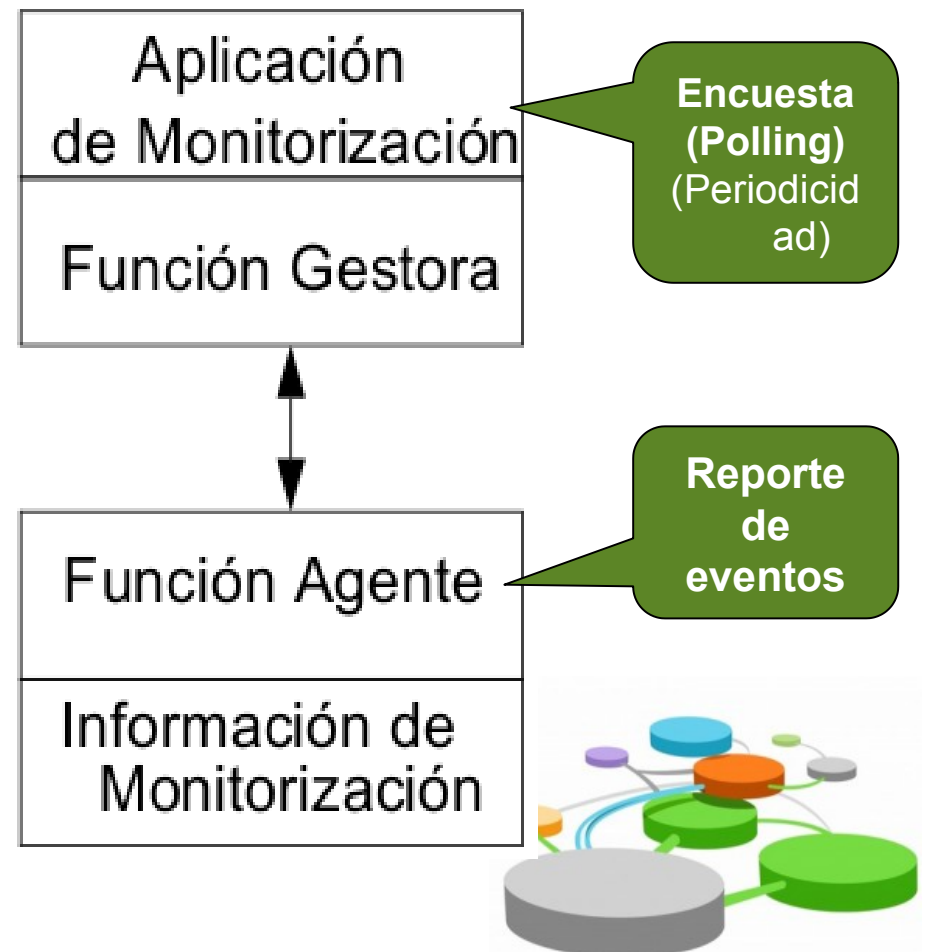 Aplicación
de Monitorización
Función Gestora
Encuesta
(Polling)
(Periodicid
ad)
Función Agente
Información de
Monitorización
Reporte
de
eventos